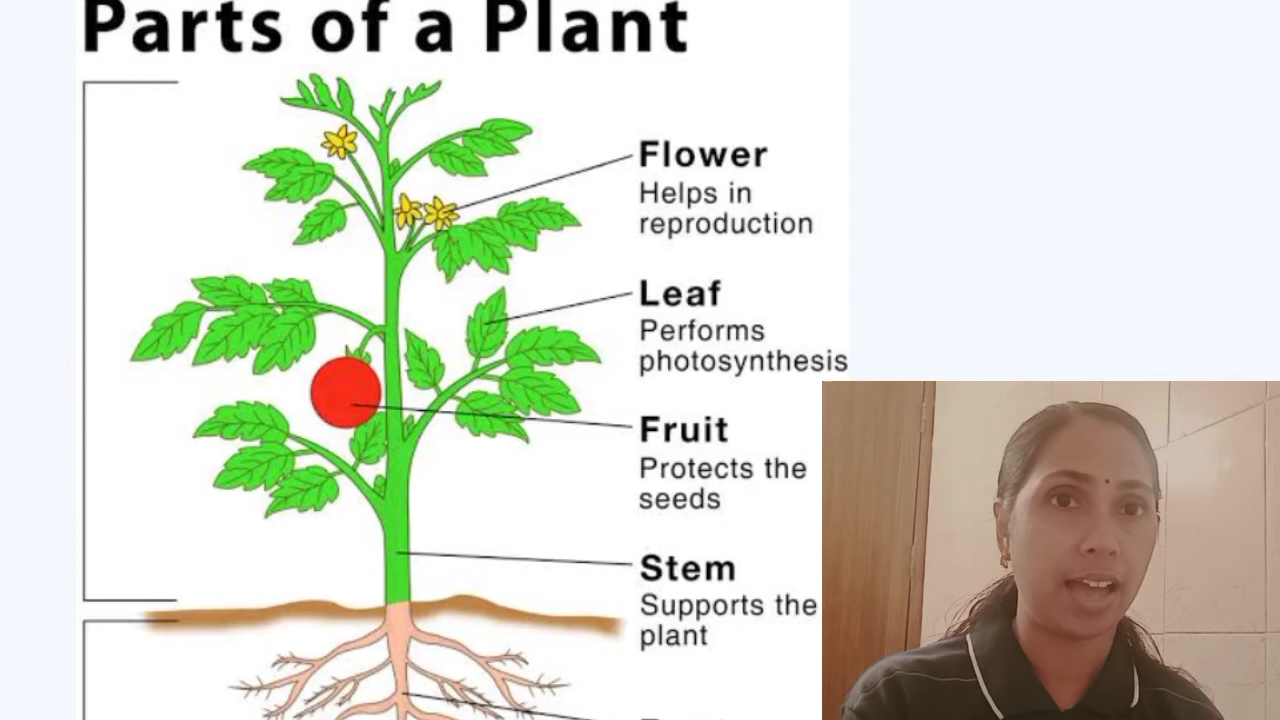 Parts of a Plant
Flower
Helps in
reproduction
Leaf
Performs
photosynthesis
Fruit
Protects the
seeds
Stem
Supports the
plant